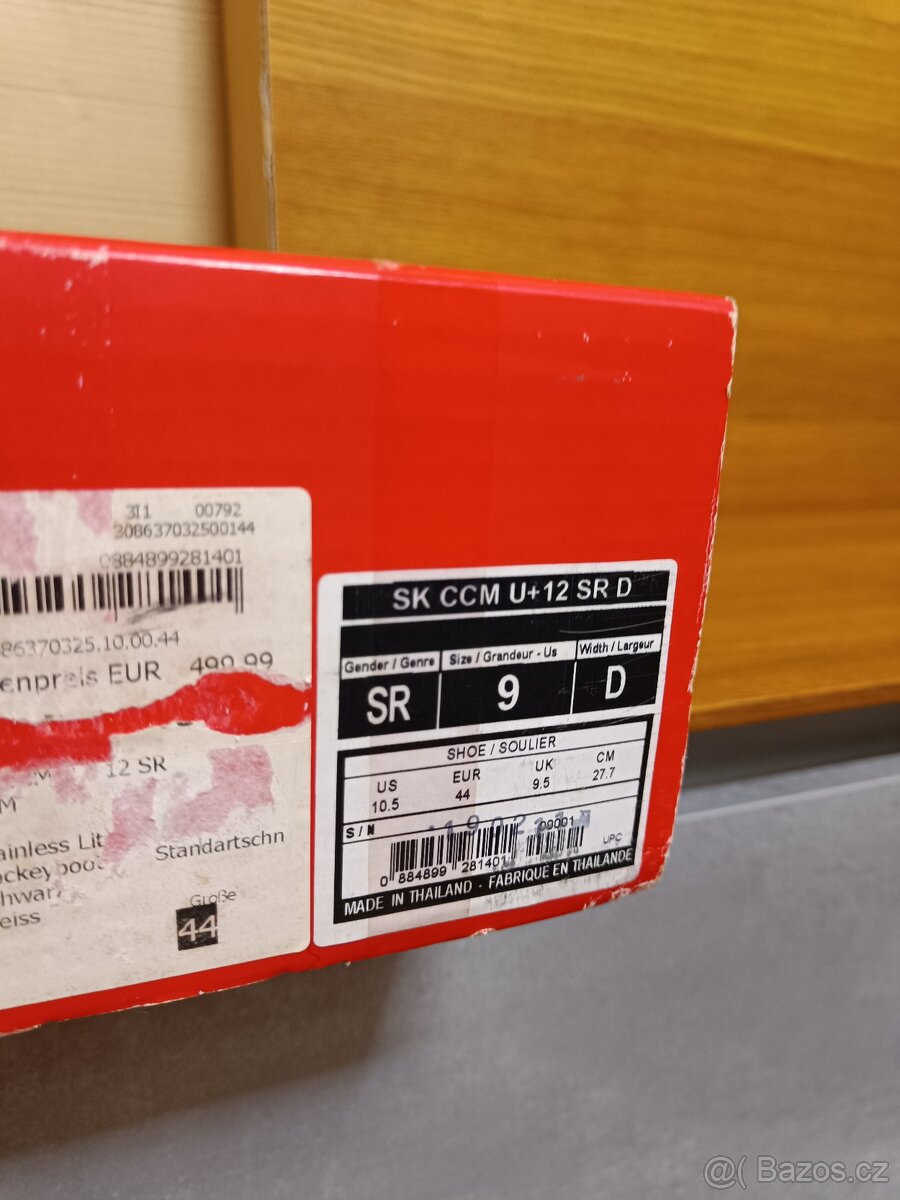 3I1 00792
308637032500144
0884899281401
86370325.10.00.44
enpreis EUR 490.99
12 SR
M
ainless Lit
ockeyboot Standartschn
chwarz
eiss
Größe
44
SK CCM U+12 SR D
Gender / Genre Size / Grandeur - Us Width / Largeur
SR 9 D
SHOE / SOULIER
US EUR UK CM
10.5 44 9.5 27.7
S/N 00001
0 884899 281401 UPC
MADE IN THAILAND - FABRIQUE EN THAILANDE
@( Bazos.cz